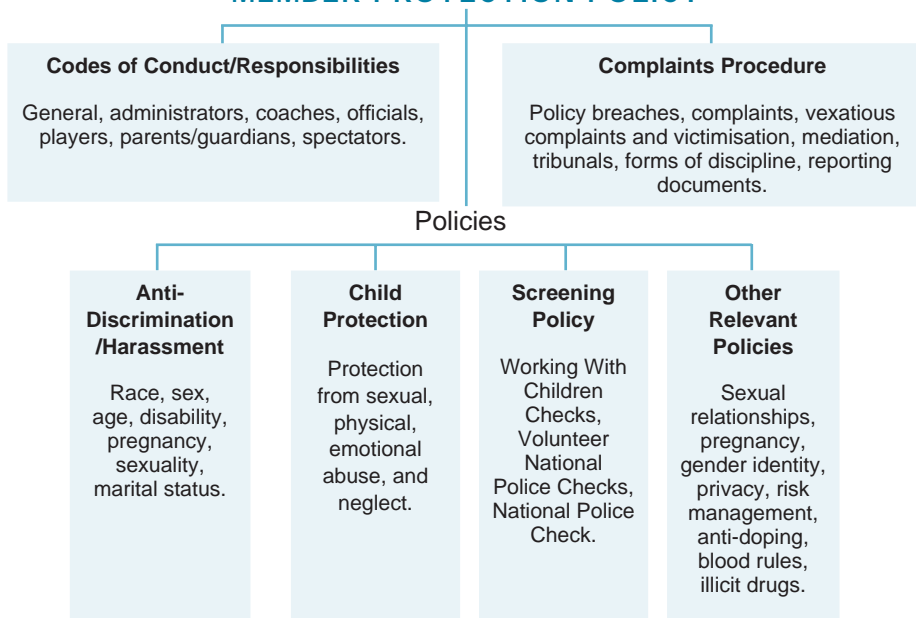 MEMBER PROTECTION POLICY
Codes of Conduct/Responsibilities
General, administrators, coaches, officials,
players, parents/guardians, spectators.
Complaints Procedure
Policy breaches, complaints, vexatious
complaints and victimisation, mediation,
tribunals, forms of discipline, reporting
documents.
Policies
Anti-
Discrimination
/Harassment
Race, sex,
age, disability,
pregnancy,
sexuality,
marital status.
Child
Protection
Protection
from sexual,
physical,
emotional
abuse, and
neglect.
Screening
Policy
Working With
Children
Checks,
Volunteer
National
Police Checks,
National Police
Check.
Other
Relevant
Policies
Sexual
relationships,
pregnancy,
gender identity,
privacy, risk
management,
anti-doping,
blood rules,
illicit drugs.